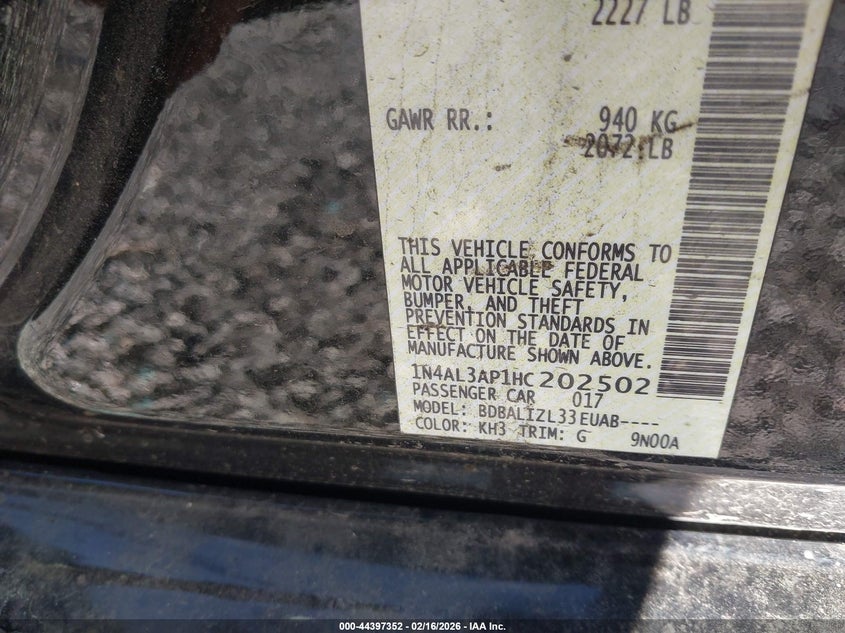 2227 LB
GAWR RR.: 940 KG
2072 LB
THIS VEHICLE CONFORMS TO
ALL APPLICABLE FEDERAL
MOTOR VEHICLE SAFETY,
BUMPER, AND THEFT
PREVENTION STANDARDS IN
EFFECT ON THE DATE OF
MANUFACTURE SHOWN ABOVE.
1N4AL3AP1HC202502
PASSENGER CAR 017
MODEL: BDBALIZL33EUAB----
COLOR: KH3 TRIM: G 9N00A
000-44397352 | 02/16/2026 – IAA Inc.